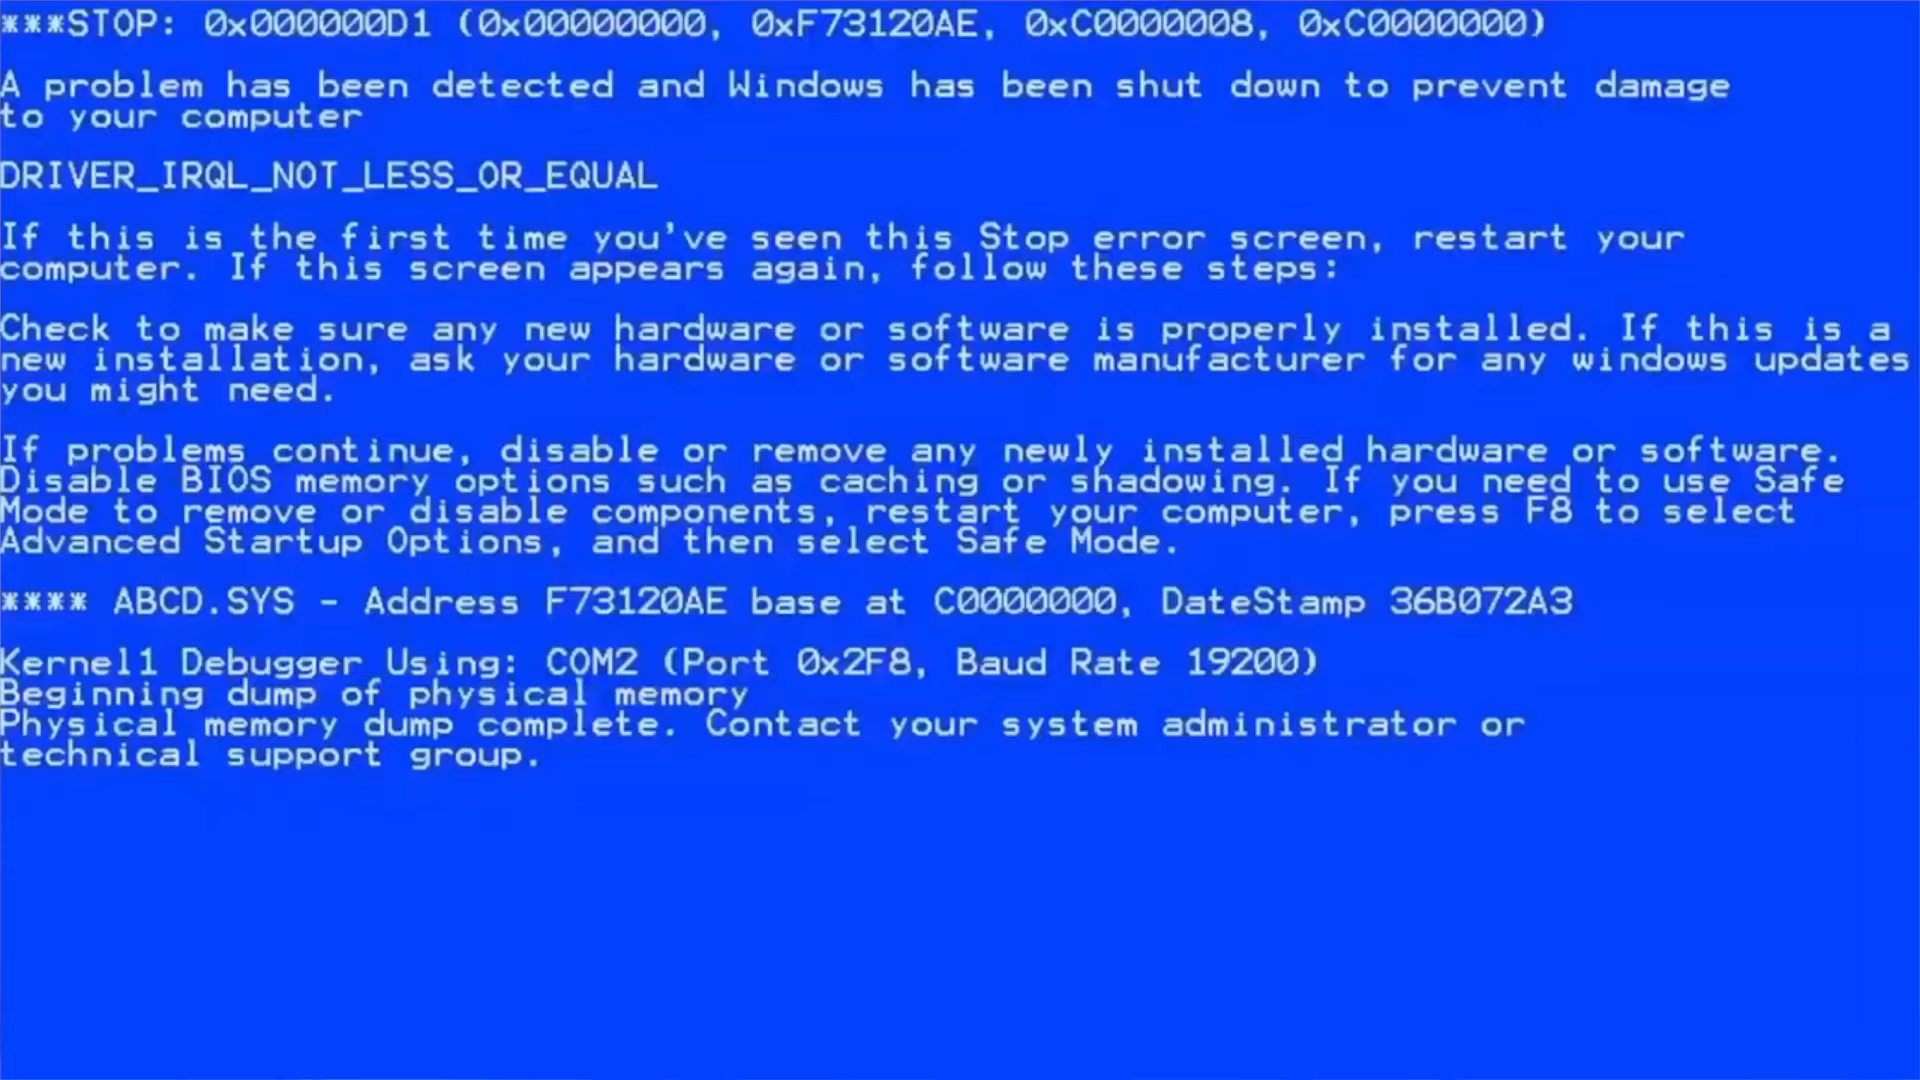 ***STOP: 0x000000D1 (0x00000000, 0xF73120AE, 0xC0000008, 0xC0000000)
A problem has been detected and Windows has been shut down to prevent damage
to your computer
DRIVER_IRQL_NOT_LESS_OR_EQUAL
If this is the first time you've seen this Stop error screen, restart your
computer. If this screen appears again, follow these steps:
Check to make sure any new hardware or software is properly installed. If this is a
new installation, ask your hardware or software manufacturer for any windows updates
you might need.
If problems continue, disable or remove any newly installed hardware or software.
Disable BIOS memory options such as caching or shadowing. If you need to use Safe
Mode to remove or disable components, restart your computer, press F8 to select
Advanced Startup Options, and then select Safe Mode.
**** ABCD.SYS - Address F73120AE base at C0000000, DateStamp 36B072A3
Kernel1 Debugger Using: COM2 (Port 0x2F8, Baud Rate 19200)
Beginning dump of physical memory
Physical memory dump complete. Contact your system administrator or
technical support group.